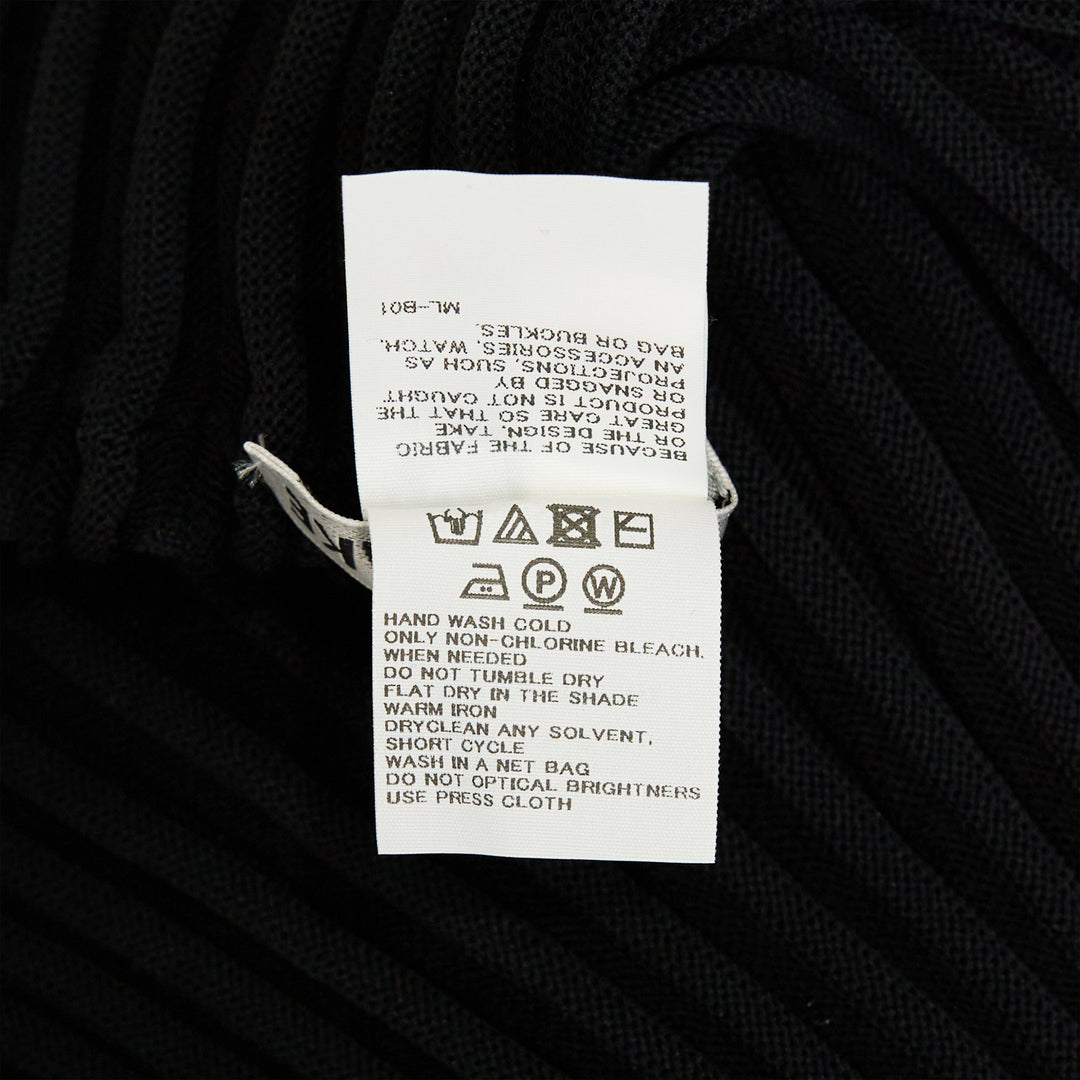 BECAUSE OF THE FABRIC
OR THE DESIGN, TAKE
GREAT CARE SO THAT THE
PRODUCT IS NOT CAUGHT
OR SNAGGED BY
PROJECTIONS, SUCH AS
AN ACCESSORIES, WATCH.
BAG OR BUCKLES.
ML-B01
P W
HAND WASH COLD
ONLY NON-CHLORINE BLEACH.
WHEN NEEDED
DO NOT TUMBLE DRY
FLAT DRY IN THE SHADE
WARM IRON
DRYCLEAN ANY SOLVENT,
SHORT CYCLE
WASH IN A NET BAG
DO NOT OPTICAL BRIGHTNERS
USE PRESS CLOTH